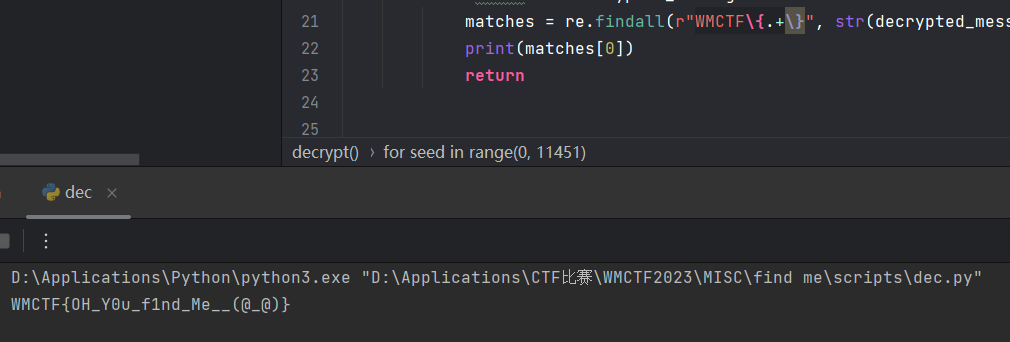 21 matches = re.findall(r"WMCTF\{.+\}", str(decrypted_mess
22 print(matches[0])
23 return
24
25
decrypt() › for seed in range(0, 11451)
dec ×
D:\Applications\Python\python3.exe "D:\Applications\CTF比赛\WMCTF2023\MISC\find me\scripts\dec.py"
WMCTF{OH_Y0u_f1nd_Me__(@_@)}